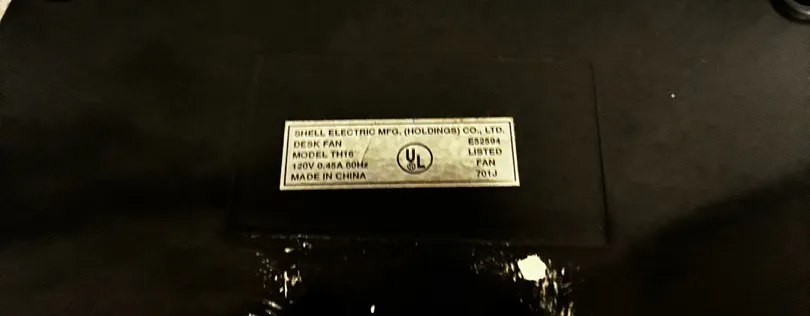 SHELL ELECTRIC MFG. (HOLDINGS) CO., LTD.
DESK FAN E52594
MODEL TH16 LISTED
120V 0.45A 60Hz UL FAN
MADE IN CHINA 701J